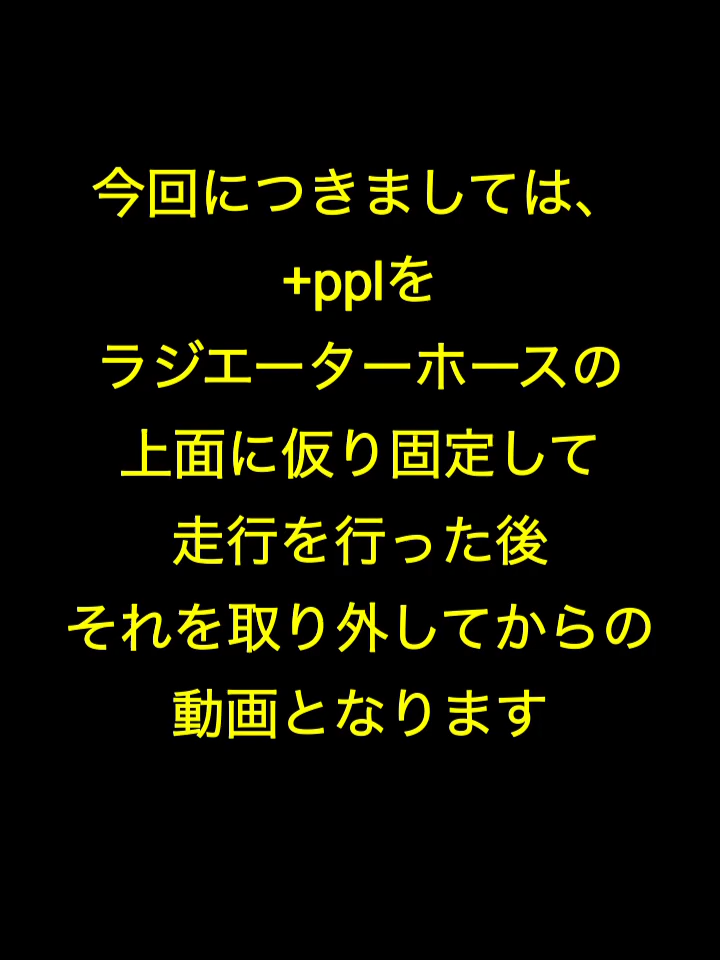 今回につきましては、
+pplを
ラジエーターホースの
上面に仮り固定して
走行を行った後
それを取り外してからの
動画となります